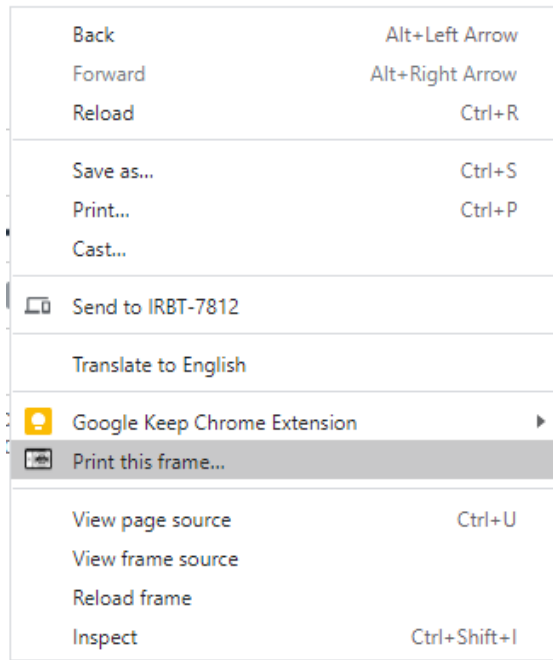 Back Alt+Left Arrow
Forward Alt+Right Arrow
Reload Ctrl+R
Save as... Ctrl+S
Print... Ctrl+P
Cast...
Send to IRBT-7812
Translate to English
Google Keep Chrome Extension
Print this frame...
View page source Ctrl+U
View frame source
Reload frame
Inspect Ctrl+Shift+I